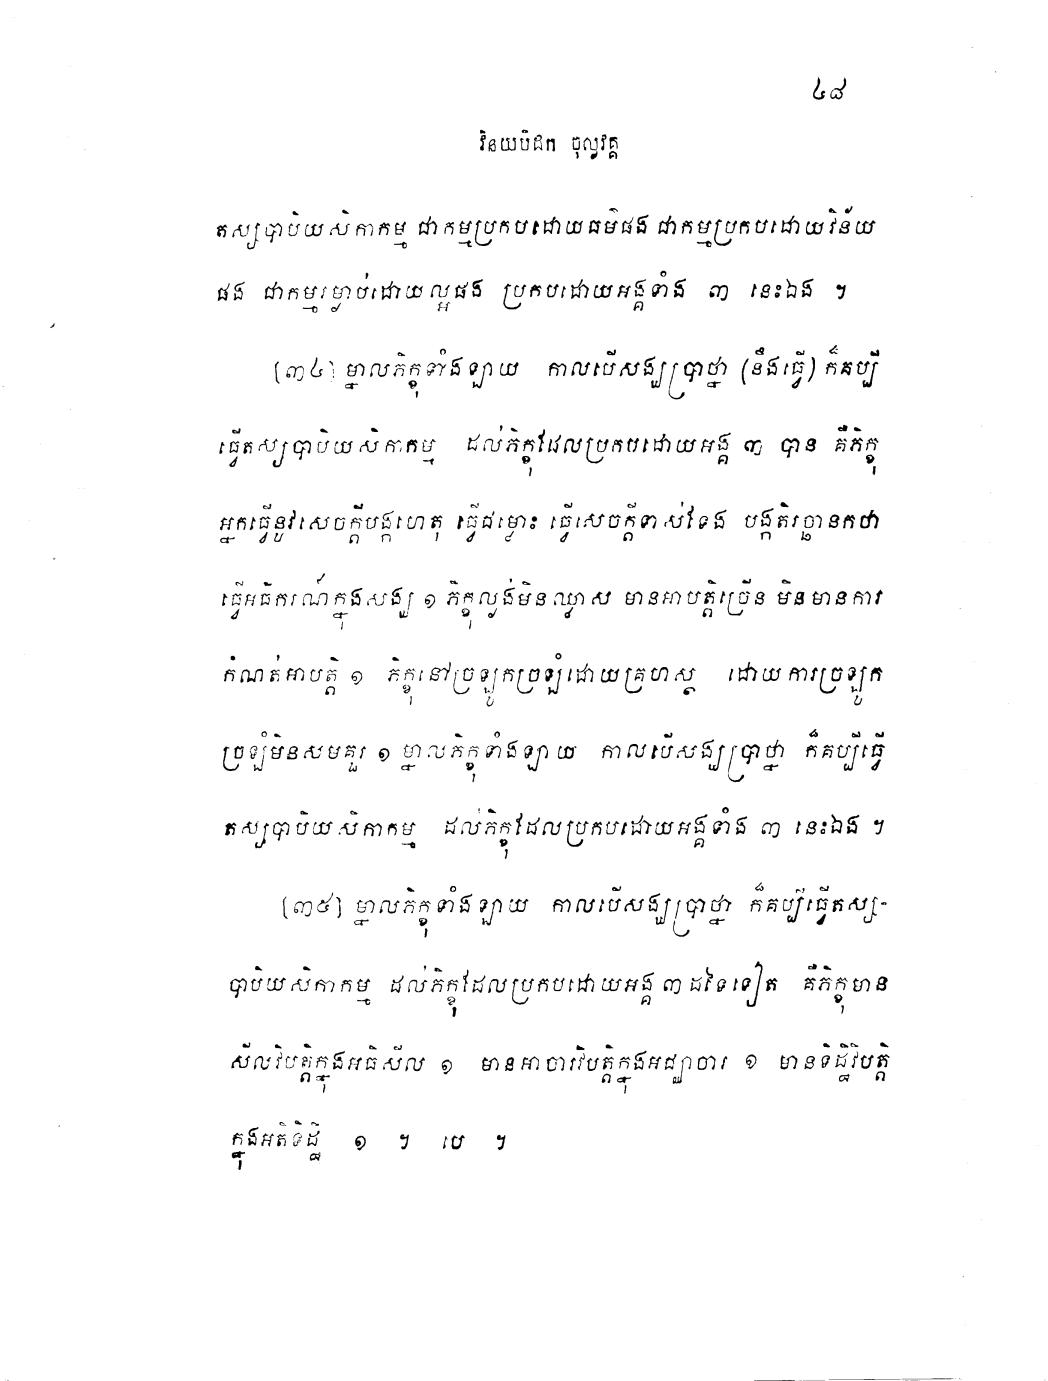 ៤៨
វិនយបិដក ចុល្លវគ្គ
តស្សបាបិយសិកាកម្ម ជាកម្មប្រកបដោយធម៌ផង ជាកម្មប្រកបដោយវិន័យ
ផង ជាកម្មរម្ងាប់ដោយល្អផង ប្រកបដោយអង្គទាំង ៣ នេះឯង ។
[៣៤] ម្នាលភិក្ខុទាំងឡាយ កាលបើសង្ឃប្រាថ្នា (នឹងធ្វើ) ក៏គប្បី
ធ្វើតស្សបាបិយសិកាកម្ម ដល់ភិក្ខុដែលប្រកបដោយអង្គ ៣ បាន គឺភិក្ខុ
អ្នកធ្វើនូវសេចក្តីបង្កហេតុ ធ្វើជម្លោះ ធ្វើសេចក្តីទាស់ទែង បង្កតិរច្ឆានកថា
ធ្វើអធិករណ៍ក្នុងសង្ឃ ១ ភិក្ខុល្ងង់មិនឈ្លាស មានអាបត្តិច្រើន មិនមានការ
កំណត់អាបត្តិ ១ ភិក្ខុនៅច្រឡូកច្រឡំដោយគ្រហស្ថ ដោយការច្រឡូក
ច្រឡំមិនសមគួរ ១ ម្នាលភិក្ខុទាំងឡាយ កាលបើសង្ឃប្រាថ្នា ក៏គប្បីធ្វើ
តស្សបាបិយសិកាកម្ម ដល់ភិក្ខុដែលប្រកបដោយអង្គទាំង ៣ នេះឯង ។
[៣៥] ម្នាលភិក្ខុទាំងឡាយ កាលបើសង្ឃប្រាថ្នា ក៏គប្បីធ្វើតស្ស-
បាបិយសិកាកម្ម ដល់ភិក្ខុដែលប្រកបដោយអង្គ ៣ ដទៃទៀត គឺភិក្ខុមាន
សីលវិបត្តិក្នុងអធិសីល ១ មានអាចារវិបត្តិក្នុងអជ្ឈាចារ ១ មានទិដ្ឋិវិបត្តិ
ក្នុងអតិទិដ្ឋិ ១ ។ បេ ។